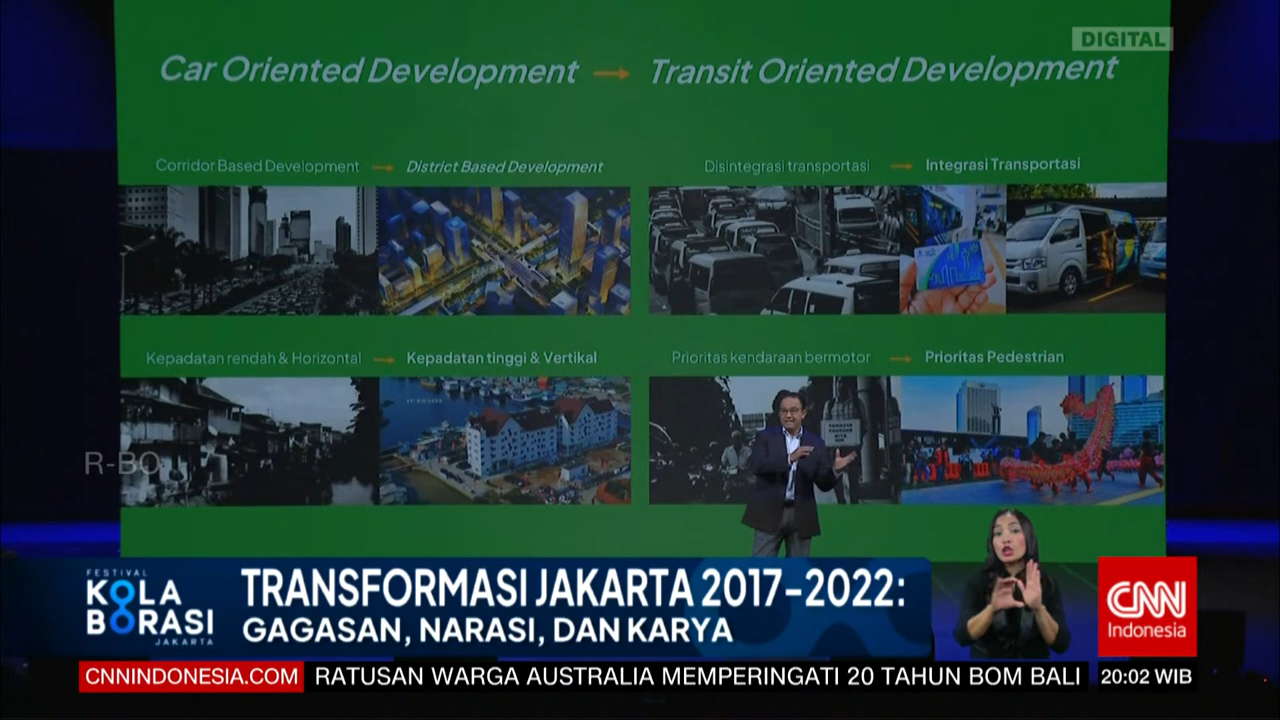 DIGITAL
Car Oriented Development → Transit Oriented Development
Corridor Based Development → District Based Development
Disintegrasi transportasi → Integrasi Transportasi
Kepadatan rendah & Horizontal → Kepadatan tinggi & Vertikal
Prioritas kendaraan bermotor → Prioritas Pedestrian
R-BO
FESTIVAL
KOLA
BORASI
JAKARTA
TRANSFORMASI JAKARTA 2017-2022:
GAGASAN, NARASI, DAN KARYA
CNN
Indonesia
CNNINDONESIA.COM RATUSAN WARGA AUSTRALIA MEMPERINGATI 20 TAHUN BOM BALI 20:02 WIB